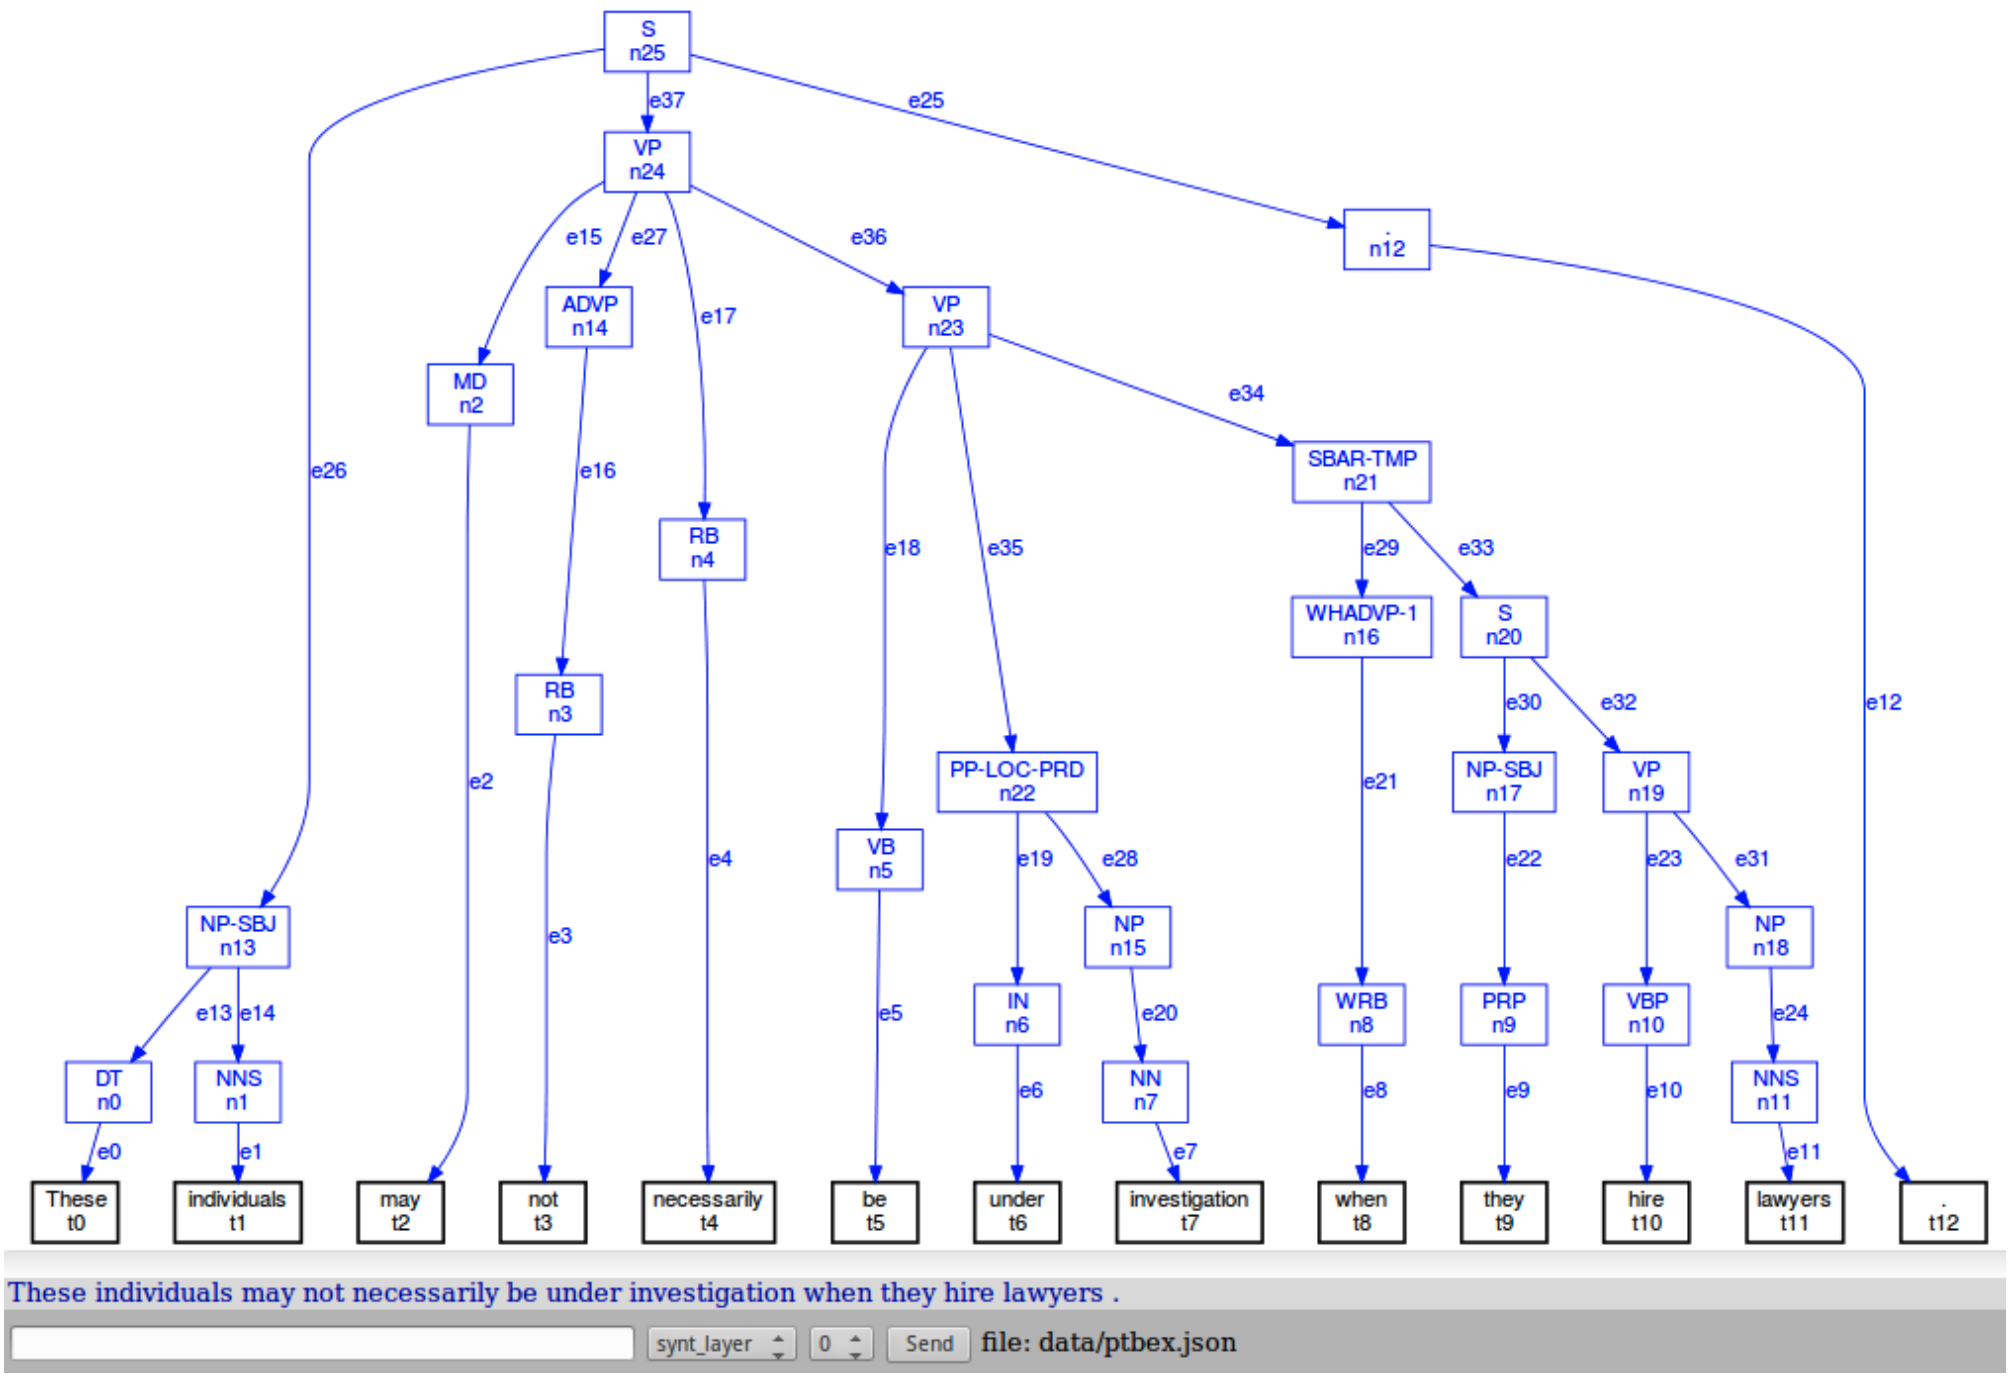 S
n25
e37
e25
VP
n24
.
n12
e15
e27
e36
ADVP
n14
e17
VP
n23
MD
n2
e34
e26
e16
SBAR-TMP
n21
RB
n4
e18
e35
e29
e33
WHADVP-1
n16
S
n20
RB
n3
e30
e32
e12
e2
PP-LOC-PRD
n22
e21
NP-SBJ
n17
VP
n19
VB
n5
e4
e19
e28
e22
e23
e31
NP-SBJ
n13
e3
NP
n15
NP
n18
e13
e14
e5
IN
n6
e20
WRB
n8
PRP
n9
VBP
n10
e24
DT
n0
NNS
n1
e6
NN
n7
e8
e9
e10
NNS
n11
e0
e1
e7
e11
These
t0
individuals
t1
may
t2
not
t3
necessarily
t4
be
t5
under
t6
investigation
t7
when
t8
they
t9
hire
t10
lawyers
t11
.
t12
These individuals may not necessarily be under investigation when they hire lawyers .
synt_layer 0 Send file: data/ptbex.json